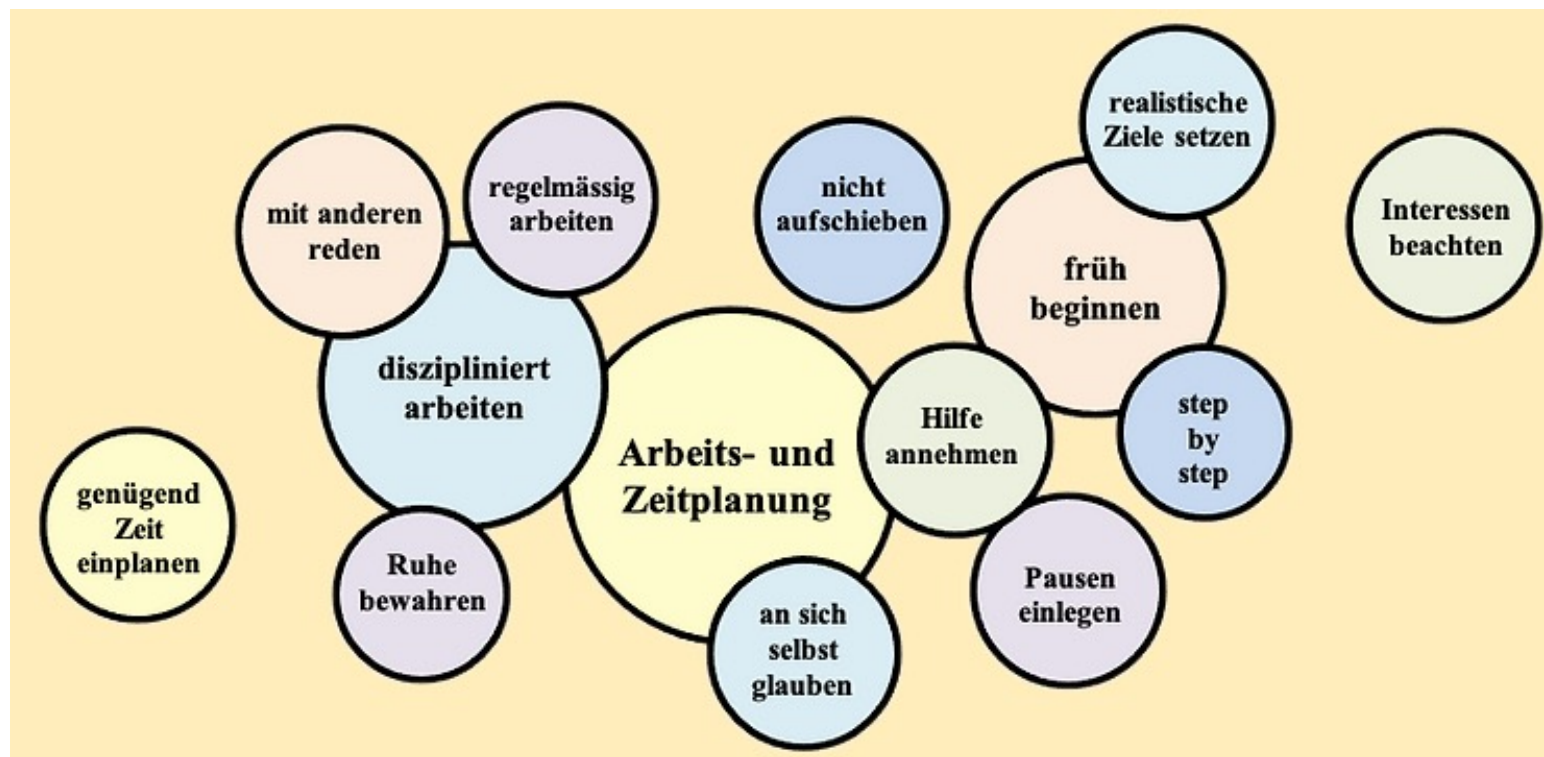 realistische
Ziele setzen
mit anderen
reden
regelmässig
arbeiten
nicht
aufschieben
Interessen
beachten
früh
beginnen
diszipliniert
arbeiten
Hilfe
annehmen
step
by
step
Arbeits- und
Zeitplanung
genügend
Zeit
einplanen
Ruhe
bewahren
Pausen
einlegen
an sich
selbst
glauben